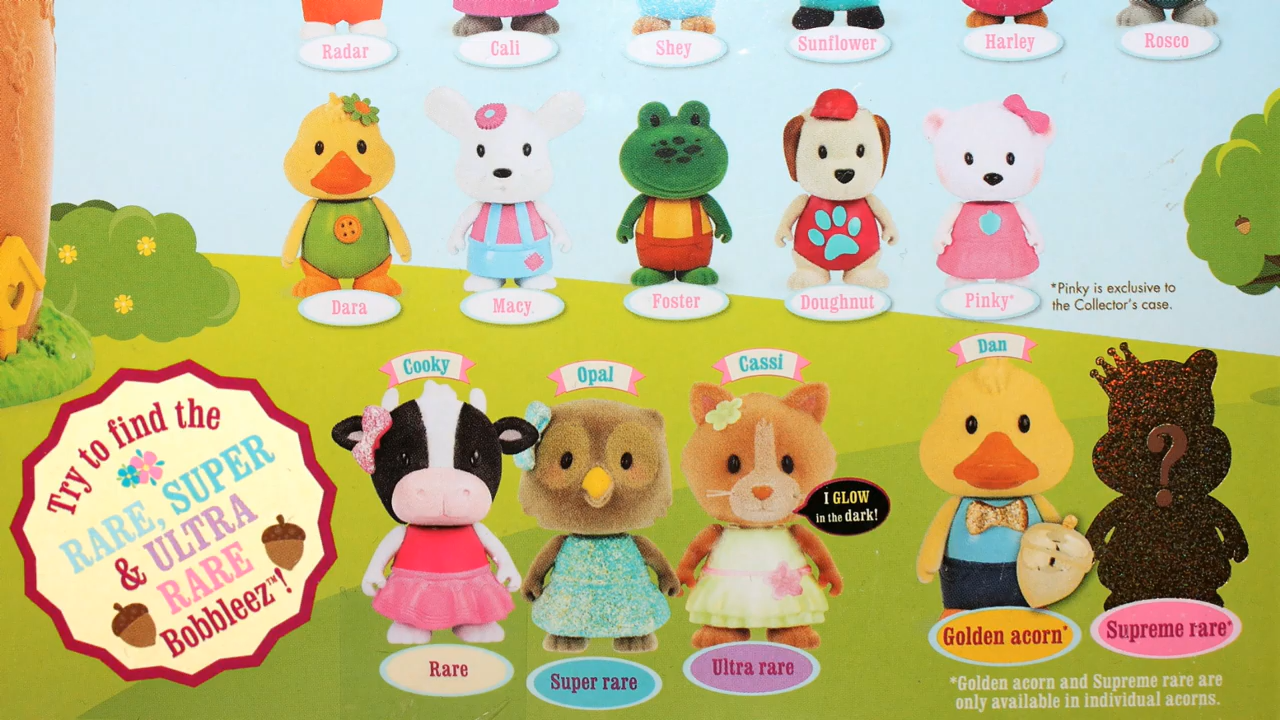 Radar
Cali
Shey
Sunflower
Harley
Rosco
Dara
Macy
Foster
Doughnut
Pinky*
*Pinky is exclusive to
the Collector's case.
Cooky
Opal
Cassi
Dan
Try to find the
RARE, SUPER
& ULTRA
RARE
Bobbleez™!
I GLOW
in the dark!
?
Rare
Super rare
Ultra rare
Golden acorn*
Supreme rare*
*Golden acorn and Supreme rare are
only available in individual acorns.